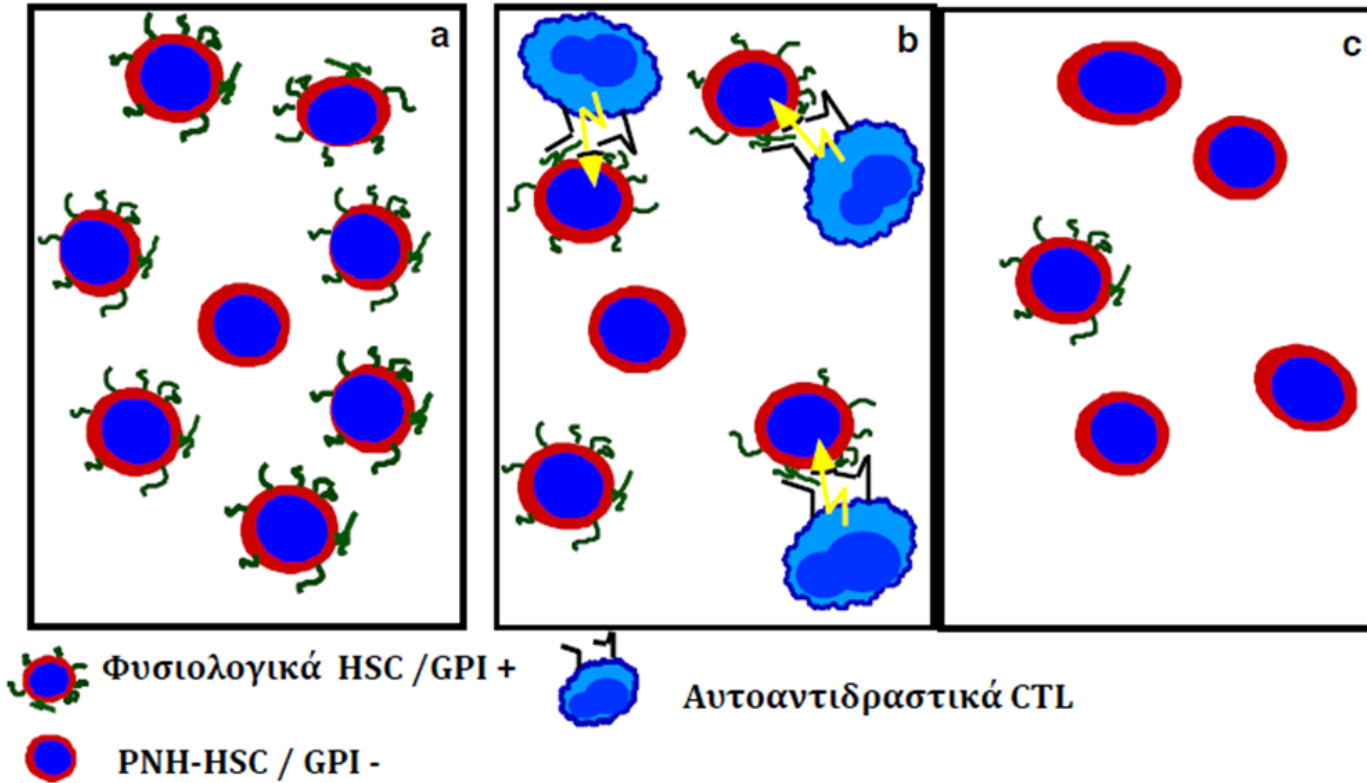 a
b
c
Φυσιολογικά HSC /GPI +
Αυτοαντιδραστικά CTL
PNH-HSC / GPI -